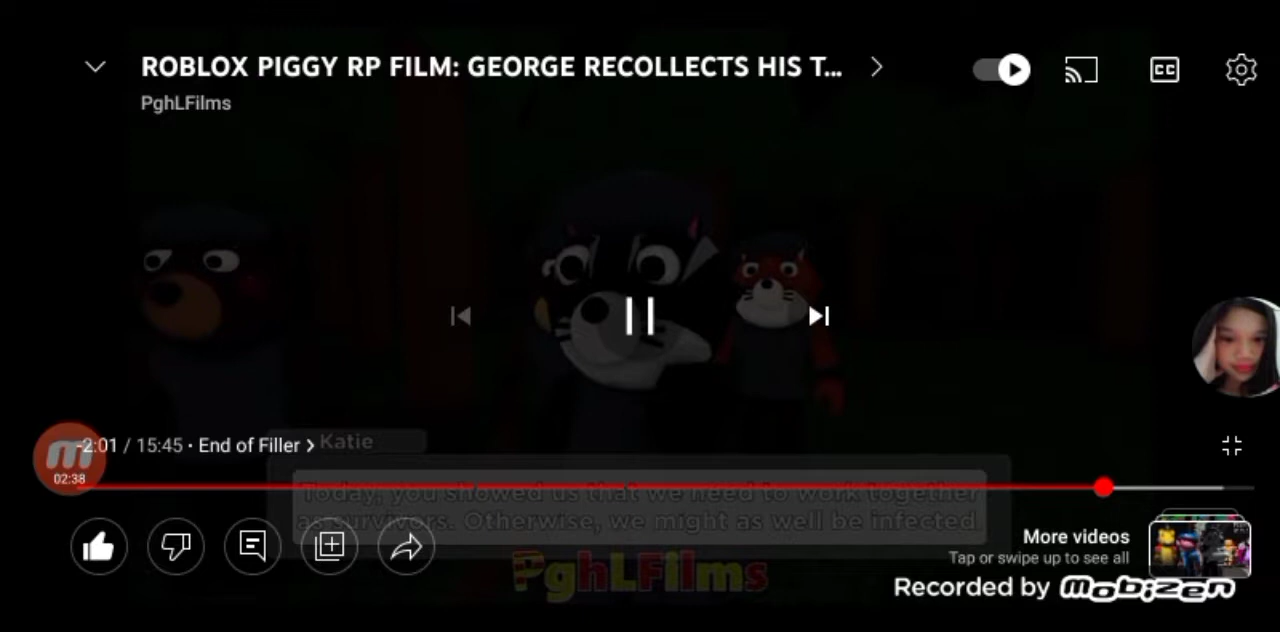 ROBLOX PIGGY RP FILM: GEORGE RECOLLECTS HIS T...
CC
PghLFilms
-2:01 / 15:45 · End of Filler
Katie
m
02:38
Today, you showed us that we need to work together
as survivors. Otherwise, we might as well be infected.
More videos
Tap or swipe up to see all
PghLFilms
Recorded by mobizen